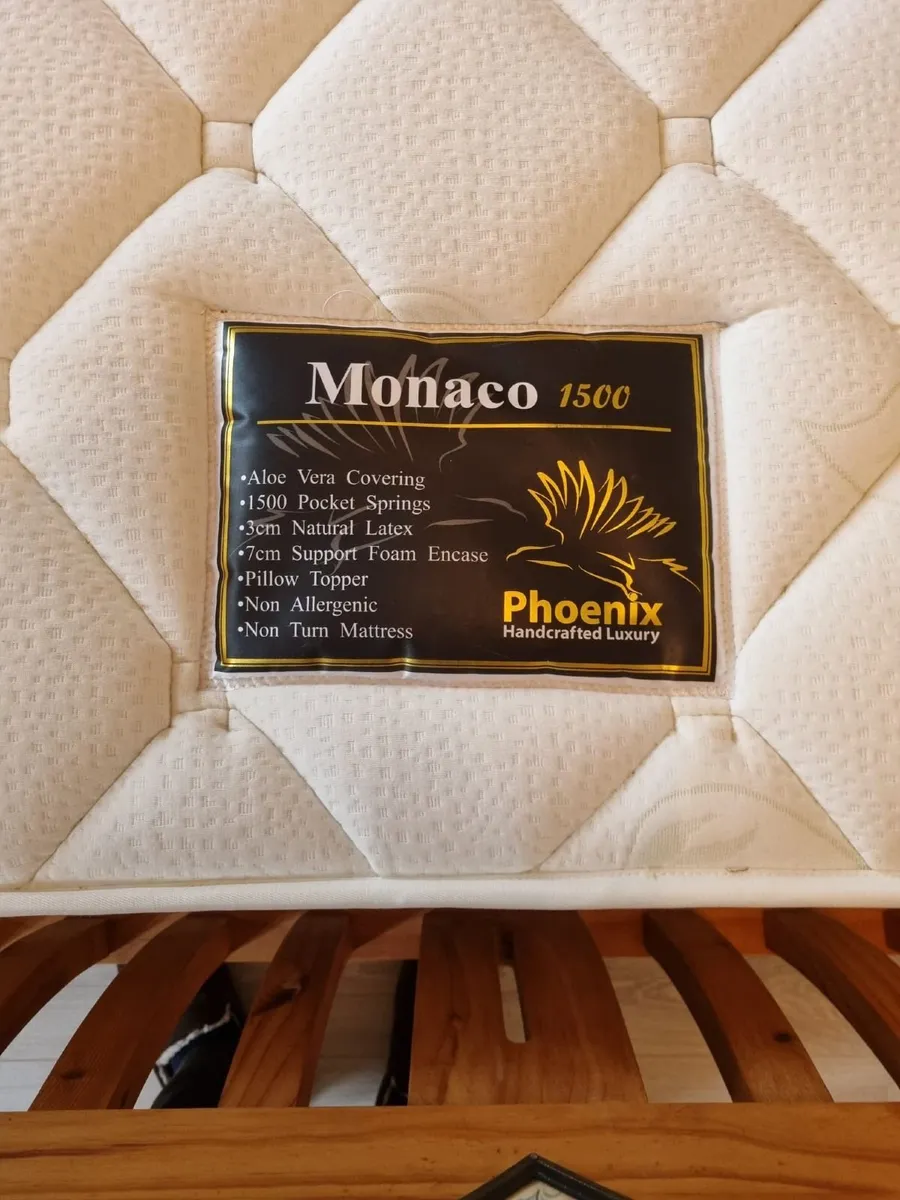 Monaco 1500
•Aloe Vera Covering
•1500 Pocket Springs
•3cm Natural Latex
•7cm Support Foam Encase
•Pillow Topper
•Non Allergenic
•Non Turn Mattress
Phoenix
Handcrafted Luxury